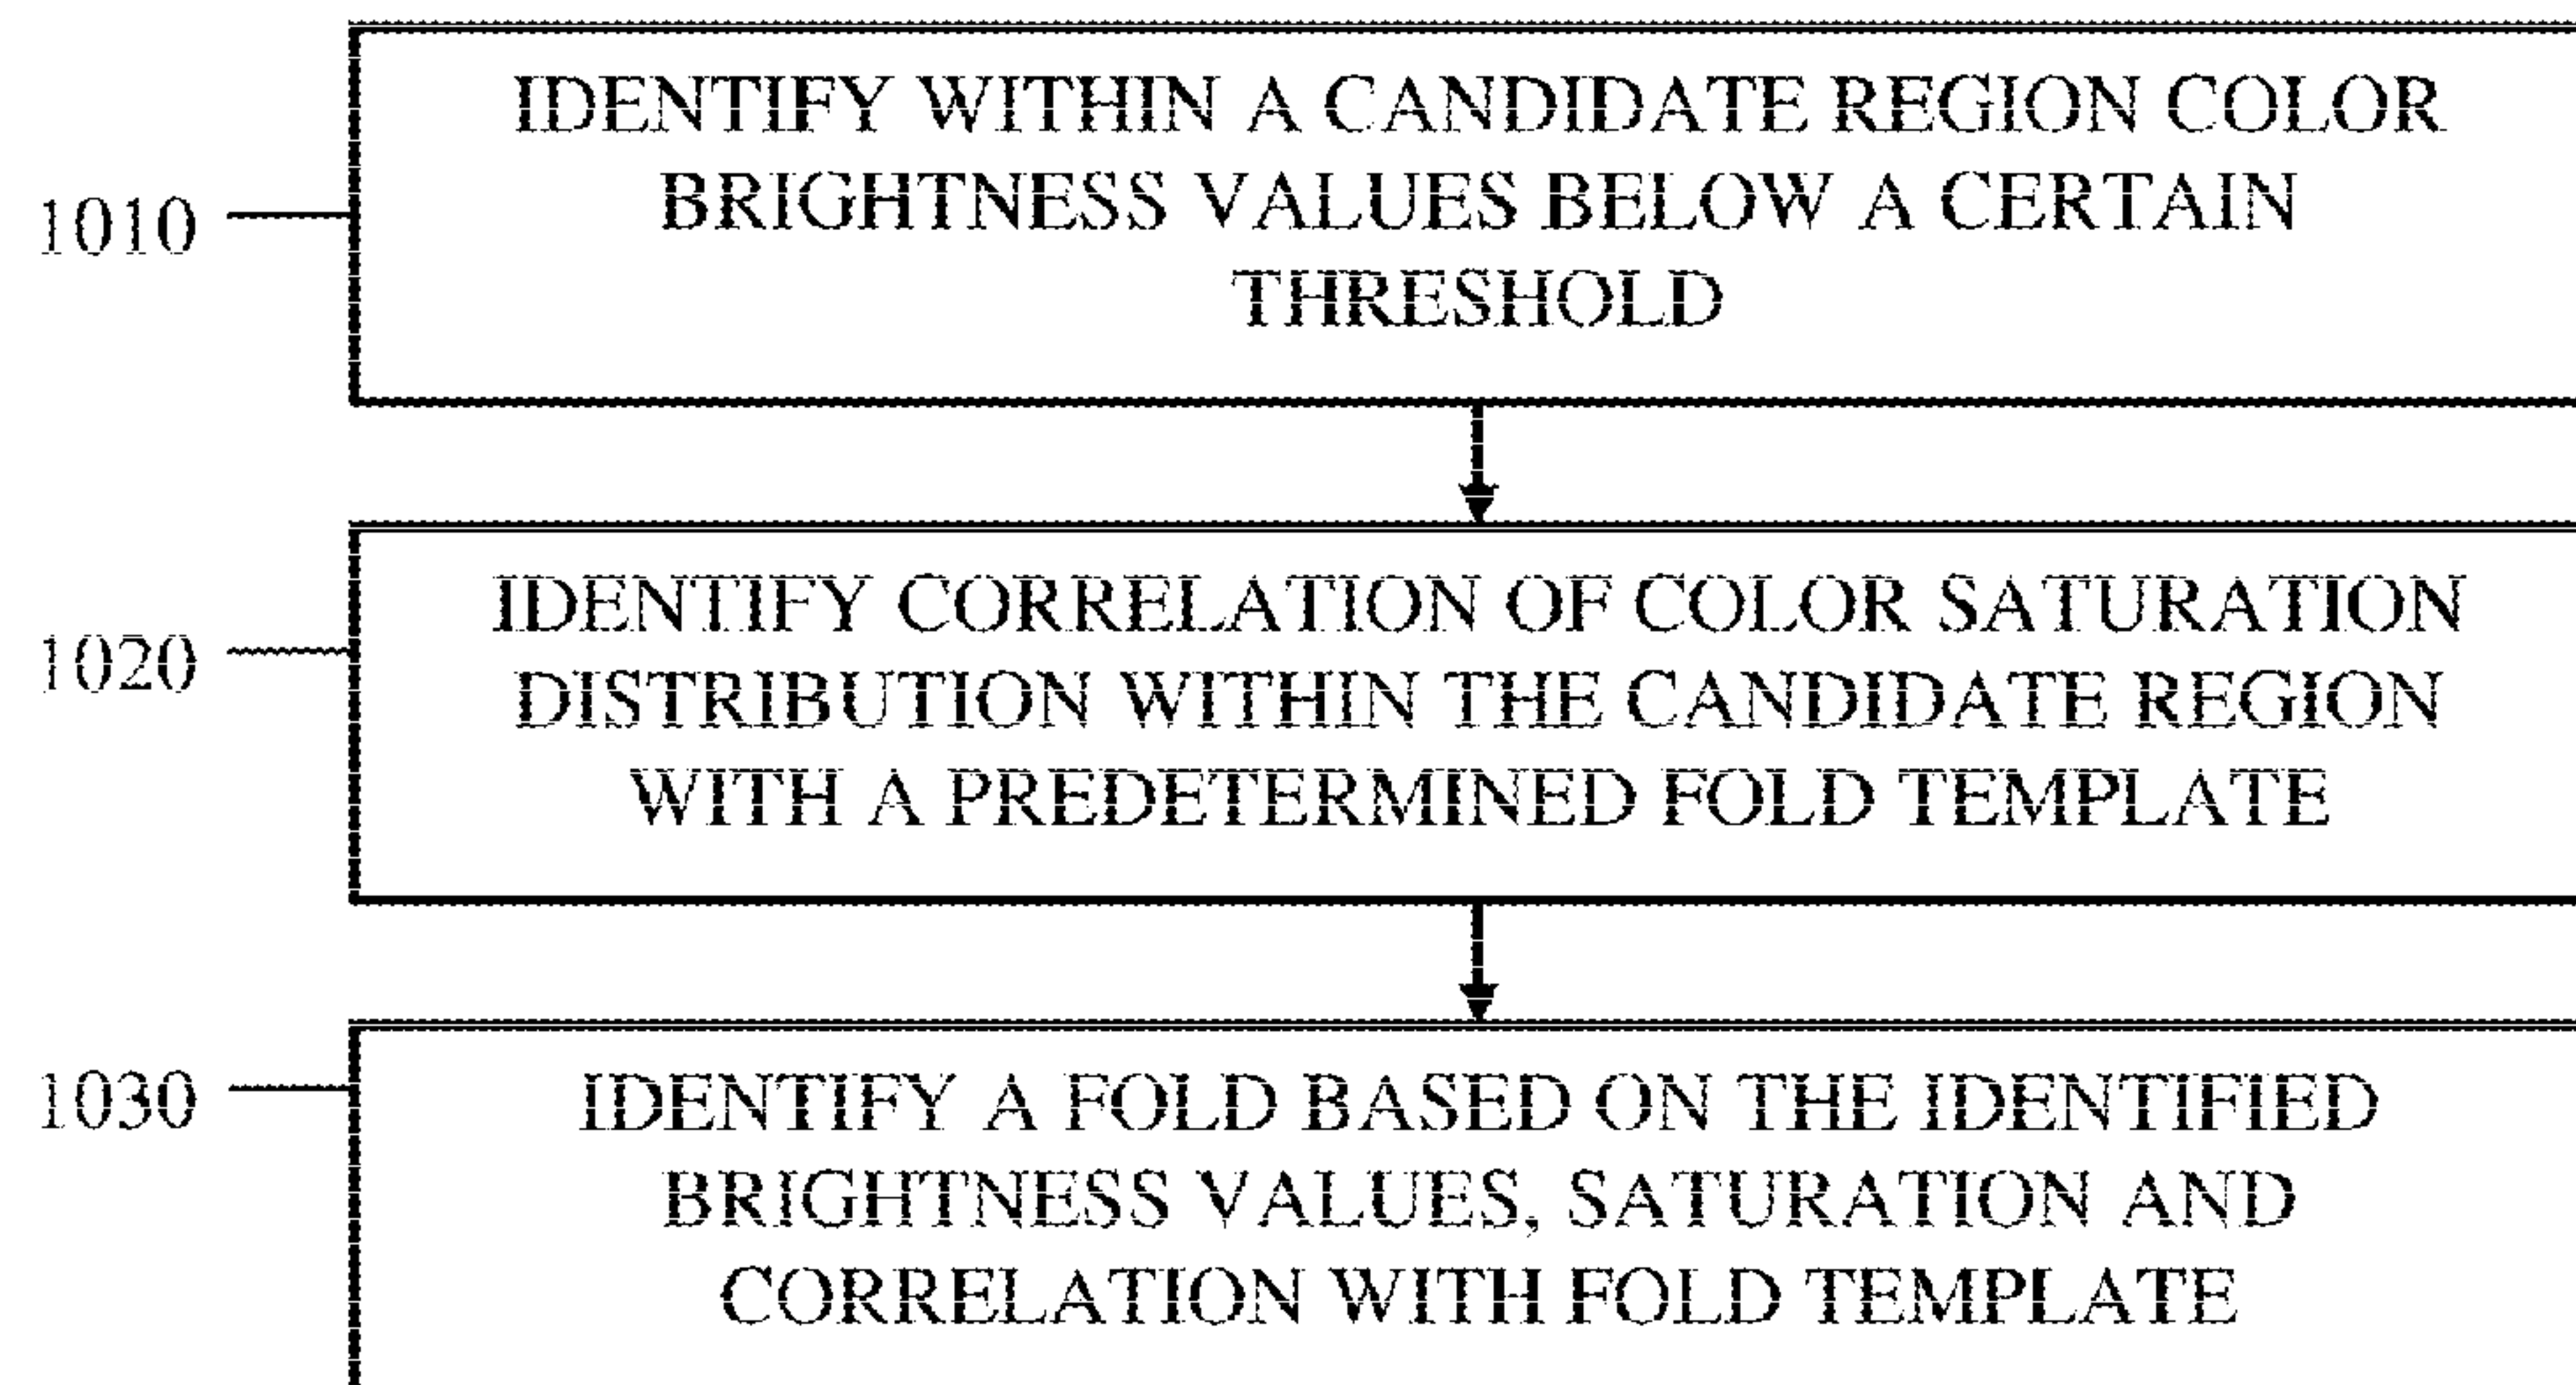 IDENTIFY WITHIN A CANDIDATE REGION COLOR
BRIGHTNESS VALUES BELOW A CERTAIN
THRESHOLD
1010
IDENTIFY CORRELATION OF COLOR SATURATION
DISTRIBUTION WITHIN THE CANDIDATE REGION
WITH A PREDETERMINED FOLD TEMPLATE
1020
IDENTIFY A FOLD BASED ON THE IDENTIFIED
BRIGHTNESS VALUES, SATURATION AND
CORRELATION WITH FOLD TEMPLATE
1030